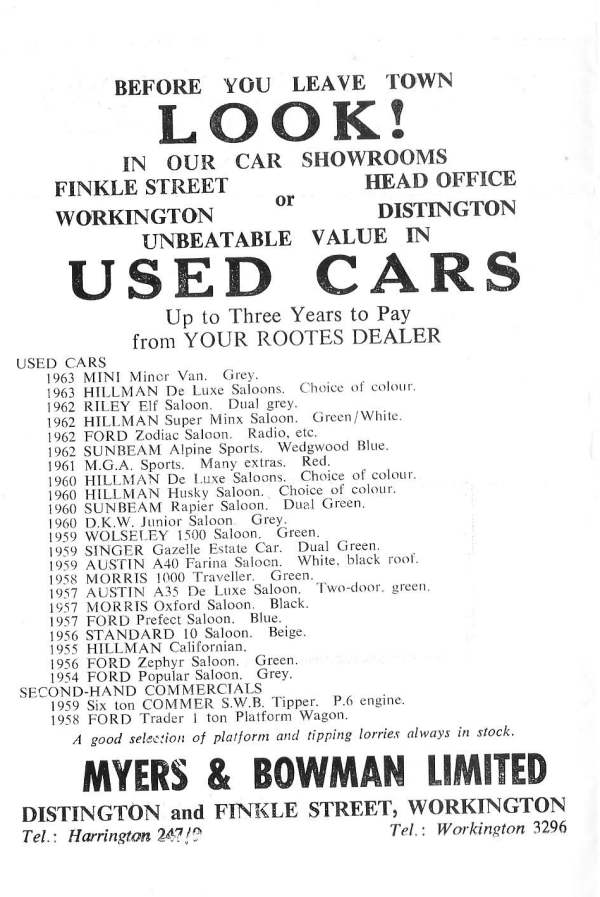 BEFORE YOU LEAVE TOWN
LOOK!
IN OUR CAR SHOWROOMS
FINKLE STREET or HEAD OFFICE
WORKINGTON DISTINGTON
UNBEATABLE VALUE IN
USED CARS
Up to Three Years to Pay
from YOUR ROOTES DEALER
USED CARS
1963 MINI Minor Van. Grey.
1963 HILLMAN De Luxe Saloons. Choice of colour.
1962 RILEY Elf Saloon. Dual grey.
1962 HILLMAN Super Minx Saloon. Green/White.
1962 FORD Zodiac Saloon. Radio, etc.
1962 SUNBEAM Alpine Sports. Wedgwood Blue.
1961 M.G.A. Sports. Many extras. Red.
1960 HILLMAN De Luxe Saloons. Choice of colour.
1960 HILLMAN Husky Saloon. Choice of colour.
1960 SUNBEAM Rapier Saloon. Dual Green.
1960 D.K.W. Junior Saloon. Grey.
1959 WOLSELEY 1500 Saloon. Green.
1959 SINGER Gazelle Estate Car. Dual Green.
1959 AUSTIN A40 Farina Saloon. White, black roof.
1958 MORRIS 1000 Traveller. Green.
1957 AUSTIN A35 De Luxe Saloon. Two-door, green.
1957 MORRIS Oxford Saloon. Black.
1957 FORD Prefect Saloon. Blue.
1956 STANDARD 10 Saloon. Beige.
1955 HILLMAN Californian.
1956 FORD Zephyr Saloon. Green.
1954 FORD Popular Saloon. Grey.
SECOND-HAND COMMERCIALS
1959 Six ton COMMER S.W.B. Tipper. P.6 engine.
1958 FORD Trader 1 ton Platform Wagon.
A good selection of platform and tipping lorries always in stock.
MYERS & BOWMAN LIMITED
DISTINGTON and FINKLE STREET, WORKINGTON
Tel.: Harrington Tel.: Workington 3296